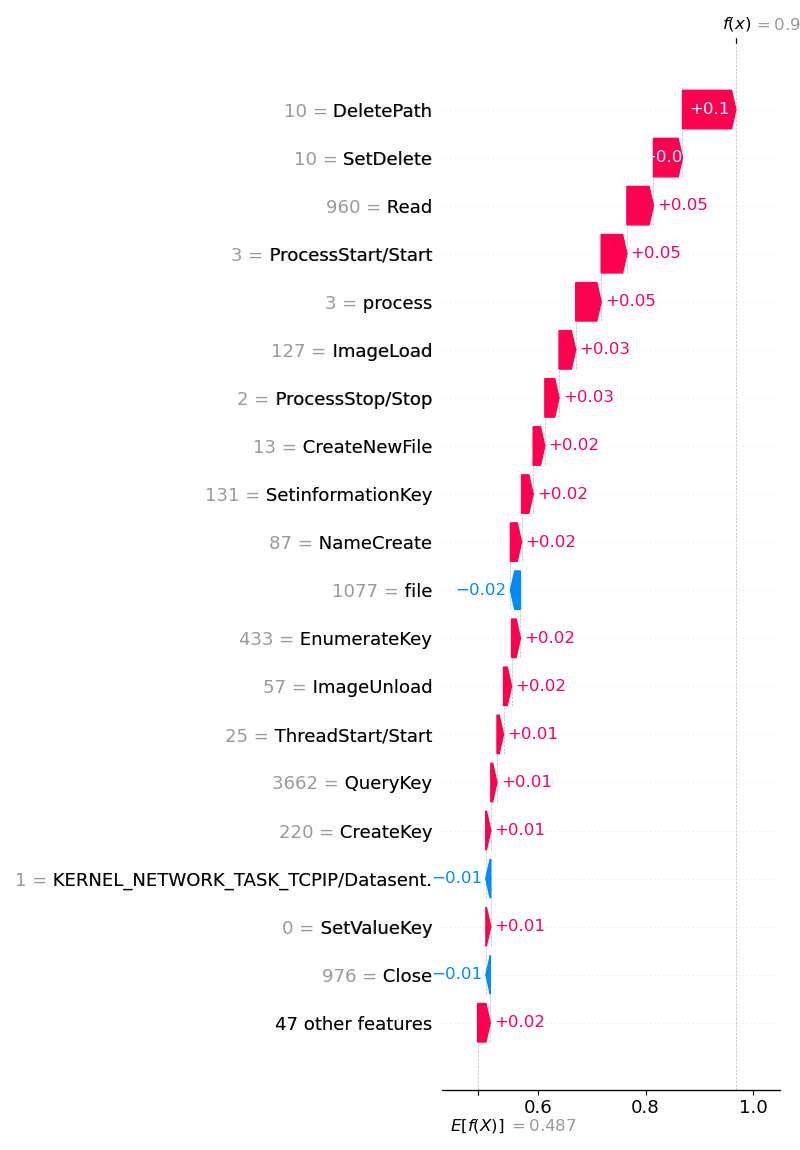 f(x) = 0.9
10 = DeletePath
+0.1
10 = SetDelete
+0.0
960 = Read
+0.05
3 = ProcessStart/Start
+0.05
3 = process
+0.05
127 = ImageLoad
+0.03
2 = ProcessStop/Stop
+0.03
13 = CreateNewFile
+0.02
131 = SetinformationKey
+0.02
87 = NameCreate
+0.02
1077 = file
−0.02
433 = EnumerateKey
+0.02
57 = ImageUnload
+0.02
25 = ThreadStart/Start
+0.01
3662 = QueryKey
+0.01
220 = CreateKey
+0.01
1 = KERNEL_NETWORK_TASK_TCPIP/Datasent.
−0.01
0 = SetValueKey
+0.01
976 = Close
−0.01
47 other features
+0.02
0.6 0.8 1.0
E[f(X)] = 0.487